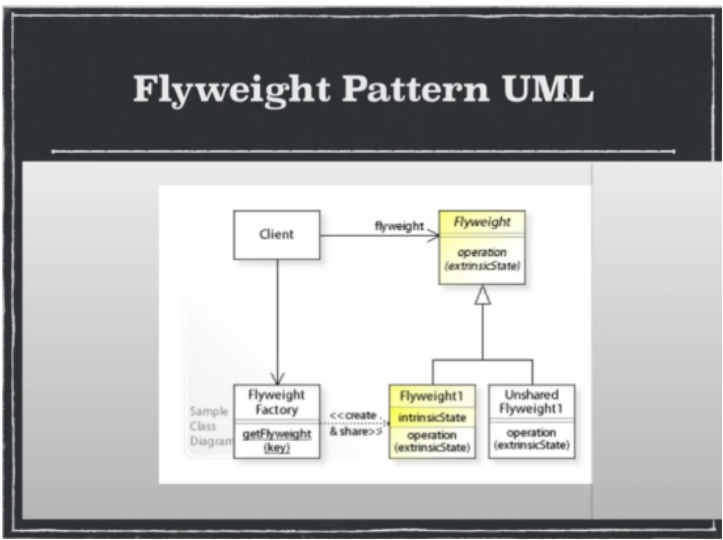 Flyweight Pattern UML
Client
flyweight
Flyweight
operation
(extrinsicState)
Flyweight
Factory
getFlyweight
(key)
Sample
Class
Diagram
<<create
& share>>
Flyweight1
intrinsicState
operation
(extrinsicState)
Unshared
Flyweight1
operation
(extrinsicState)